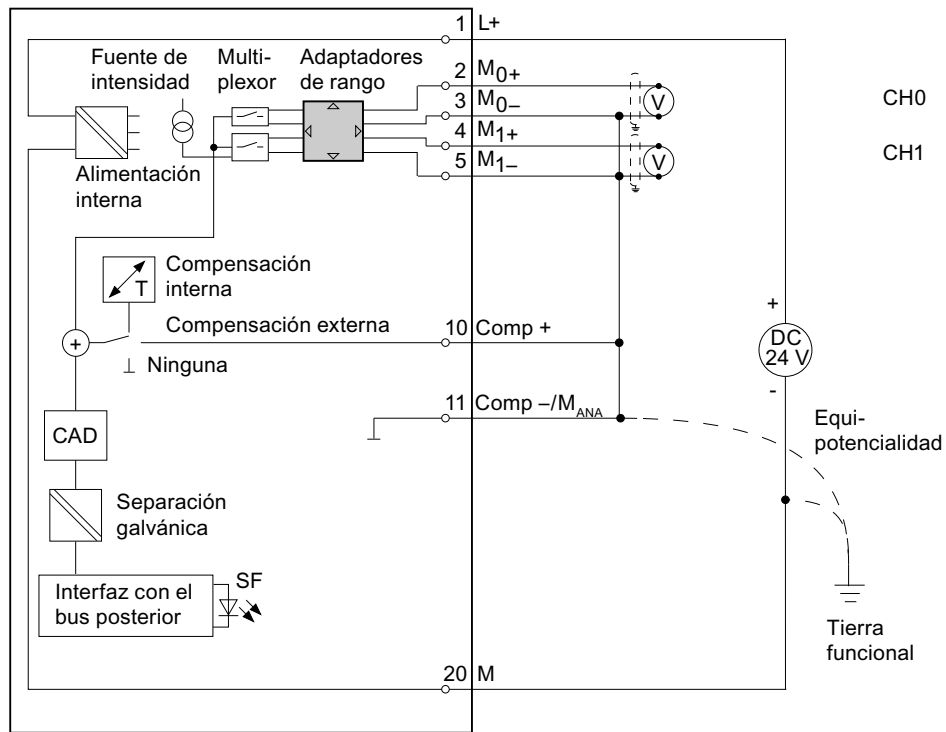 1 L+
Fuente de
intensidad
Multi-
plexor
Adaptadores
de rango
2 M0+
3 M0–
4 M1+
5 M1–
V
V
CH0
CH1
Alimentación
interna
T
Compensación
interna
Compensación externa
10 Comp +
+
Ninguna
11 Comp –/MANA
+
DC
24 V
-
Equi-
potencialidad
CAD
Separación
galvánica
Interfaz con el
bus posterior
SF
Tierra
funcional
20 M